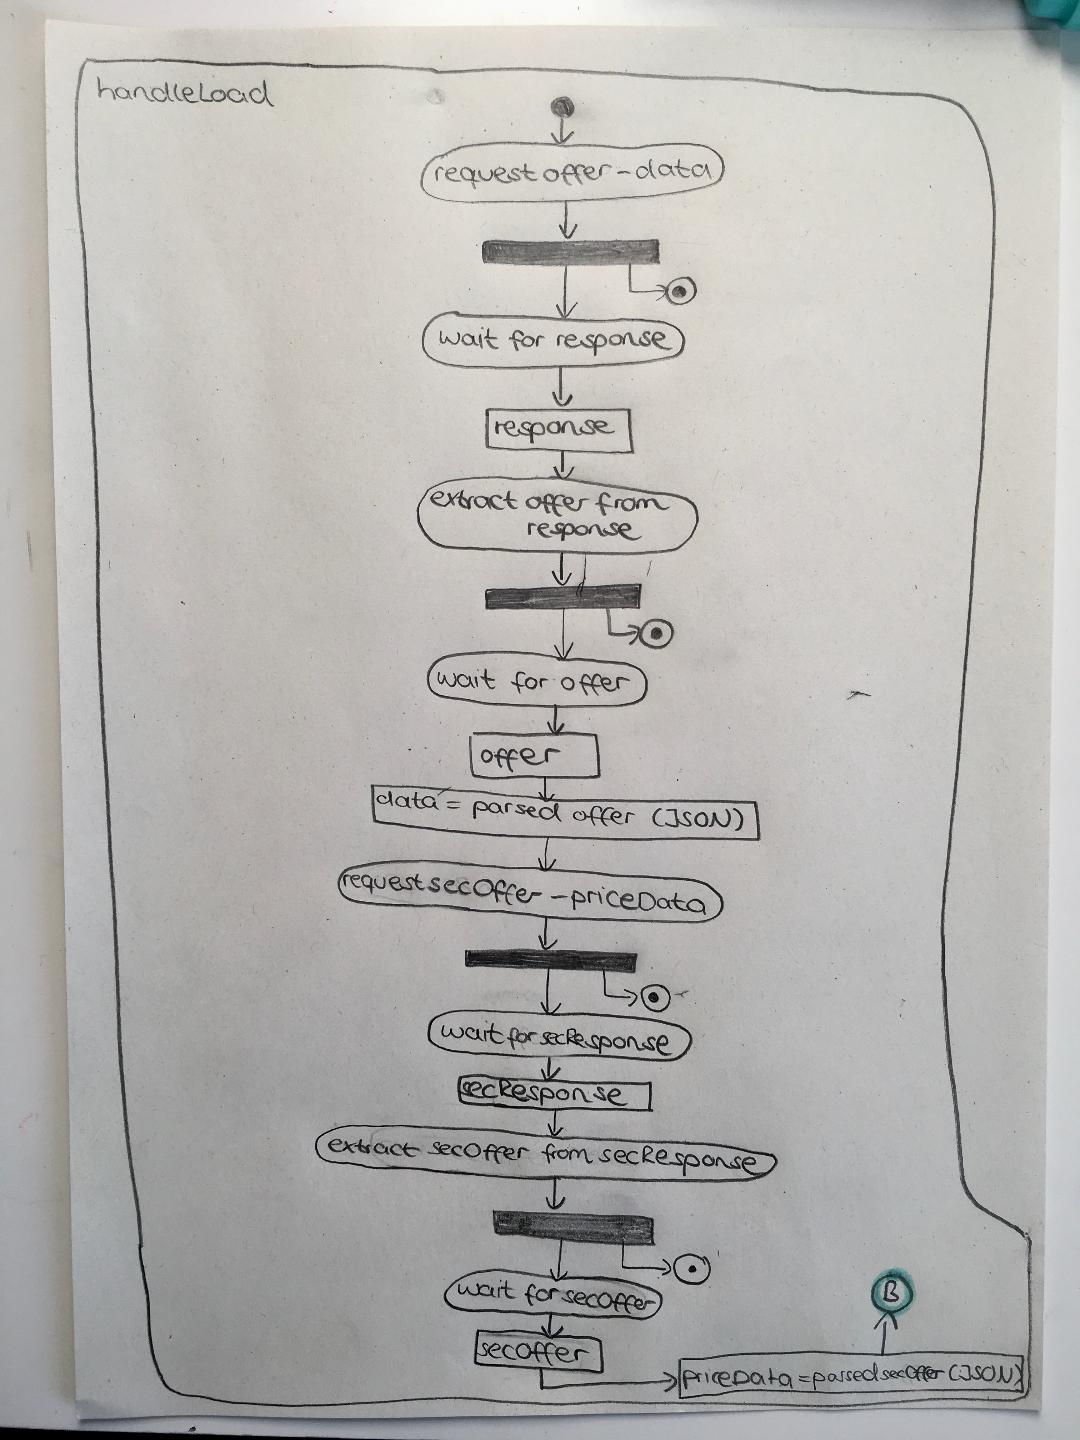 handleLoad
request offer-data
wait for response
response
extract offer from
response
wait for offer
offer
data = parsed offer (JSON)
request secOffer -priceData
wait for secResponse
secResponse
extract secOffer from secResponse
wait for secOffer
B
secOffer
priceData = parsed secOffer (JSON)